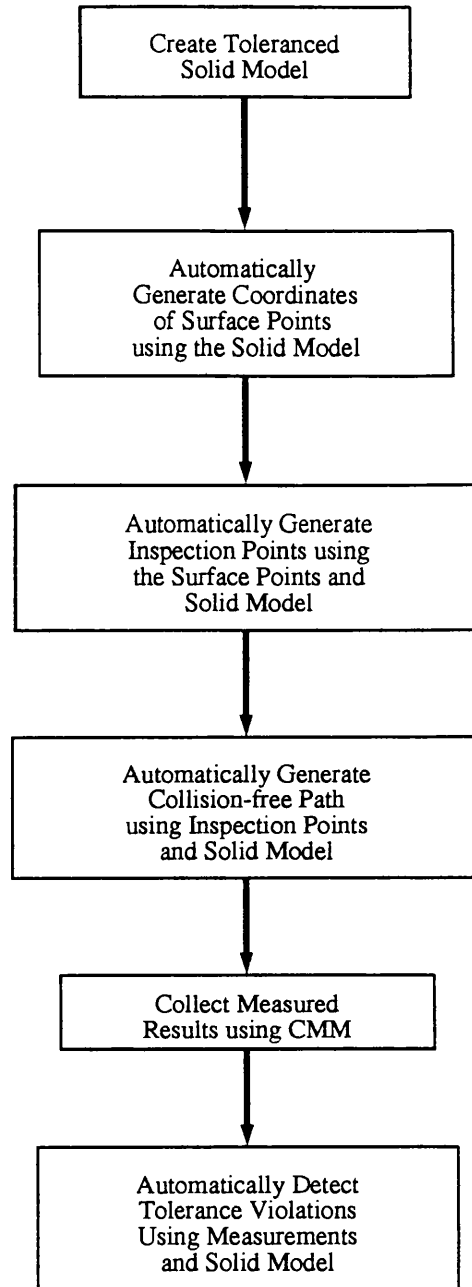 Create Toleranced
Solid Model
Automatically
Generate Coordinates
of Surface Points
using the Solid Model
Automatically Generate
Inspection Points using
the Surface Points and
Solid Model
Automatically Generate
Collision-free Path
using Inspection Points
and Solid Model
Collect Measured
Results using CMM
Automatically Detect
Tolerance Violations
Using Measurements
and Solid Model